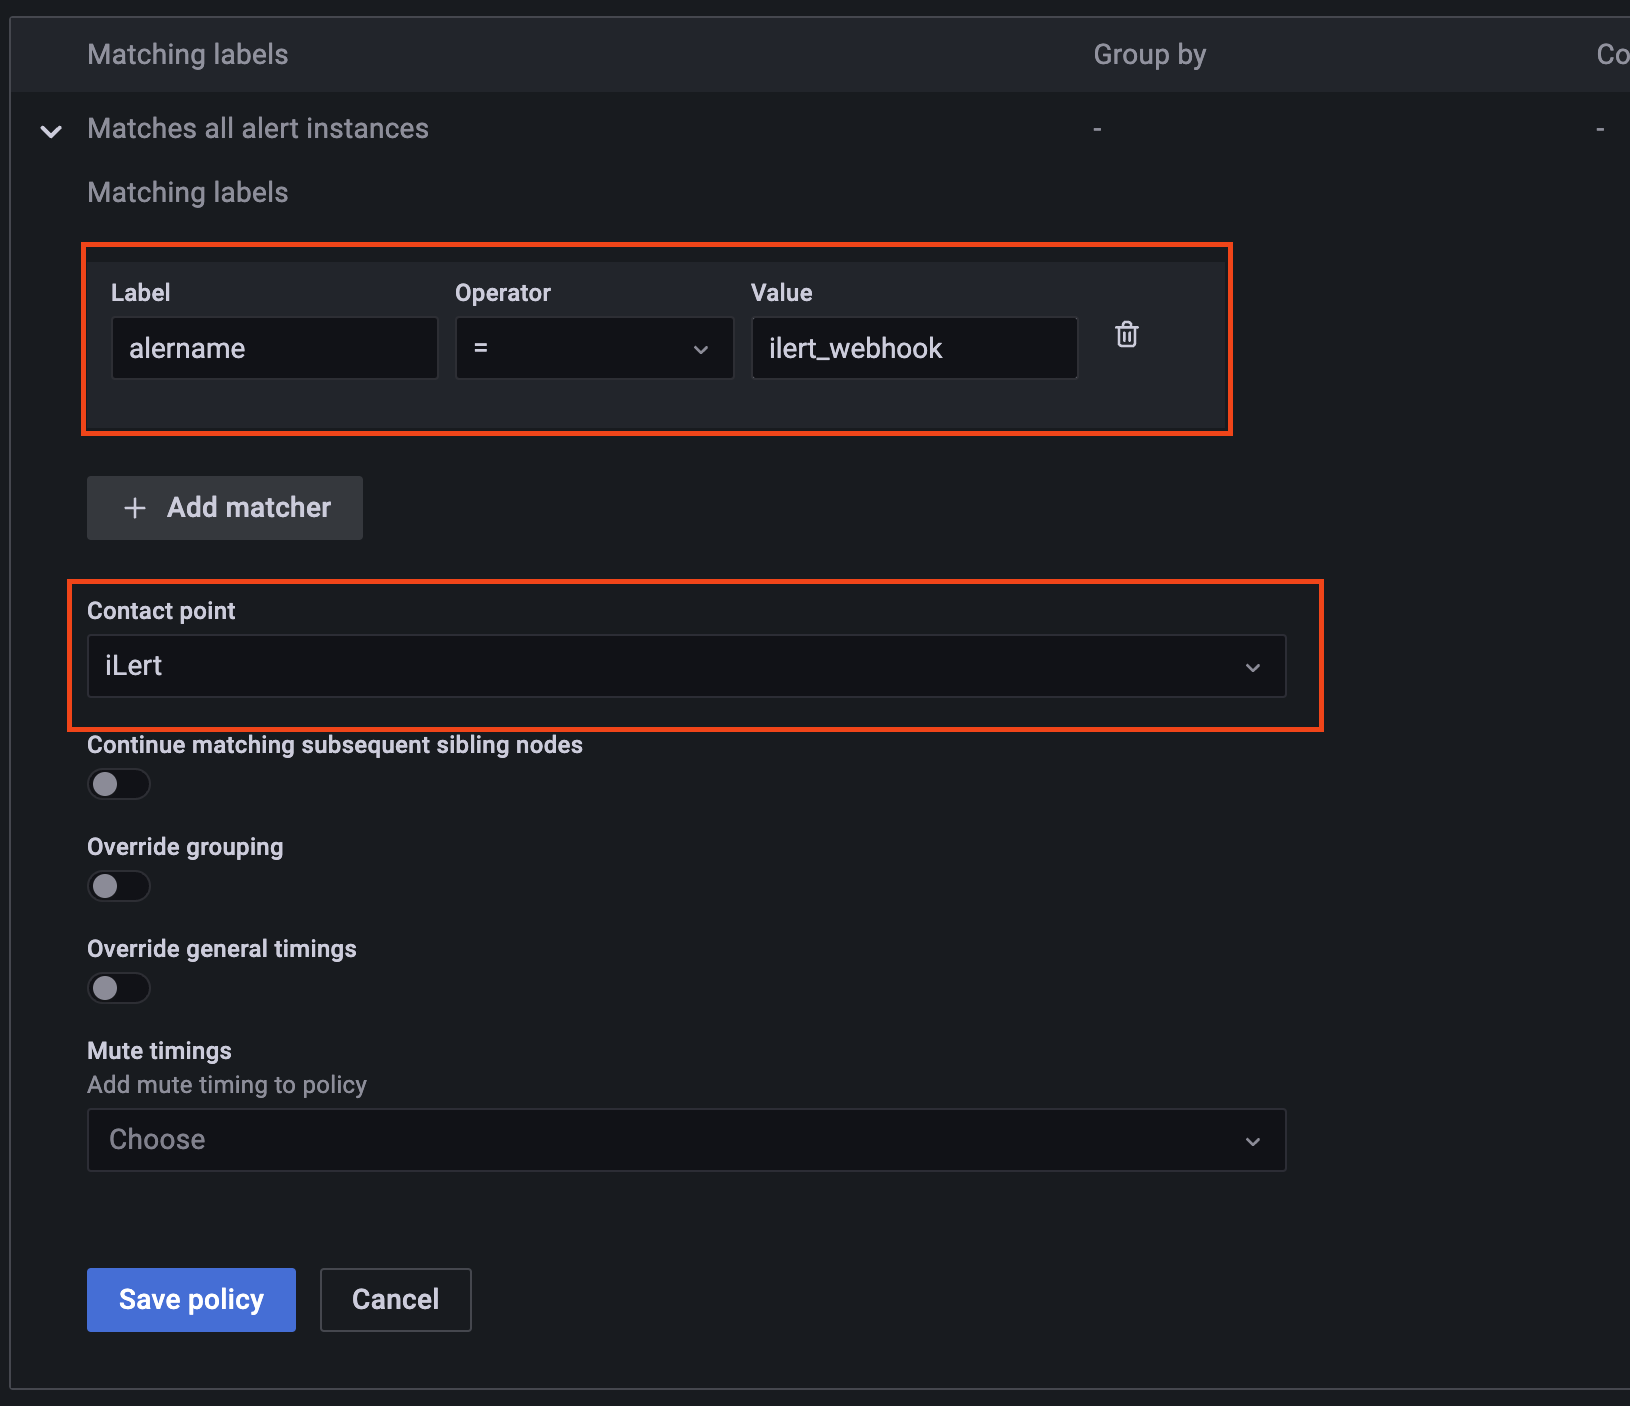 Matching labels Group by Co
Matches all alert instances - -
Matching labels
Label Operator Value
alername = ilert_webhook
+ Add matcher
Contact point
iLert
Continue matching subsequent sibling nodes
Override grouping
Override general timings
Mute timings
Add mute timing to policy
Choose
Save policy Cancel